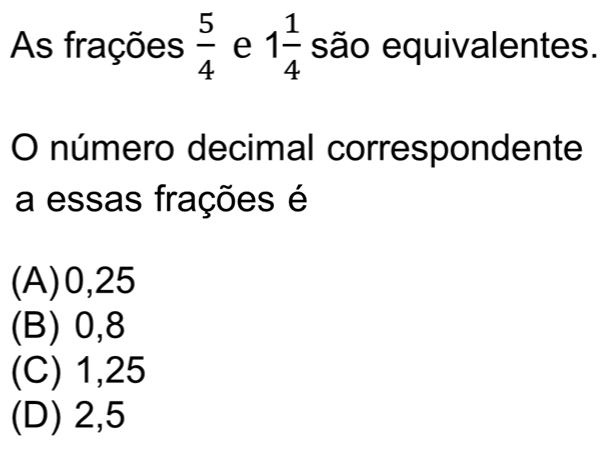 As frações 5/4 e 1 1/4 são equivalentes.
O número decimal correspondente
a essas frações é
(A) 0,25
(B) 0,8
(C) 1,25
(D) 2,5